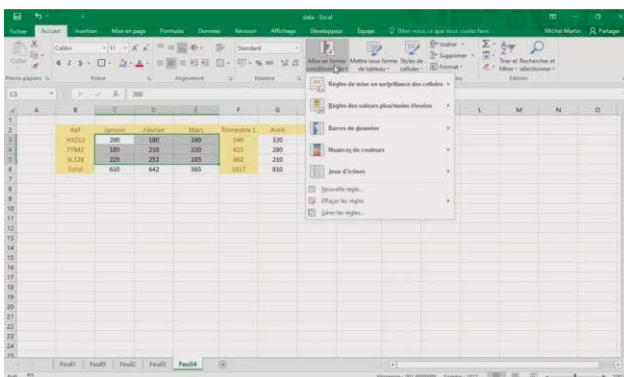 data - Excel
Fichier Accueil Insertion Mise en page Formules Données Révision Affichage Développeur Équipe Dites-nous ce que vous voulez faire. Michel Martin Partager
Calibri 11 Standard
Mise en forme conditionnelle Mettre sous forme de tableau Styles de cellules
Insérer
Supprimer
Format
Trier et filtrer Rechercher et sélectionner
Presse-papiers Police Alignement Nombre Édition
C3 200
A B C D E F G L M N O
Réf Janvier Février Mars Trimestre 1 Avril
HX212 200 180 160 540 320
TT842 185 210 220 615 280
SL126 225 252 185 662 210
Total 610 642 565 1817 810
Règles de mise en surbrillance des cellules
Règles des valeurs plus/moins élevées
Barres de données
Nuances de couleurs
Jeux d'icônes
Nouvelle règle...
Effacer les règles
Gérer les règles...
Feuil1 Feuil5 Feuil2 Feuil3 Feuil4